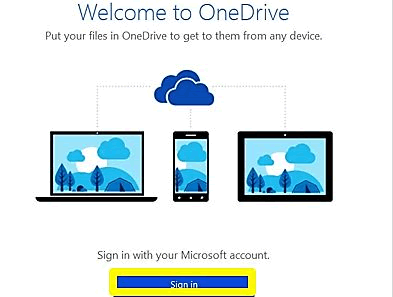 Welcome to OneDrive
Put your files in OneDrive to get to them from any device.
Sign in with your Microsoft account.
Sign in